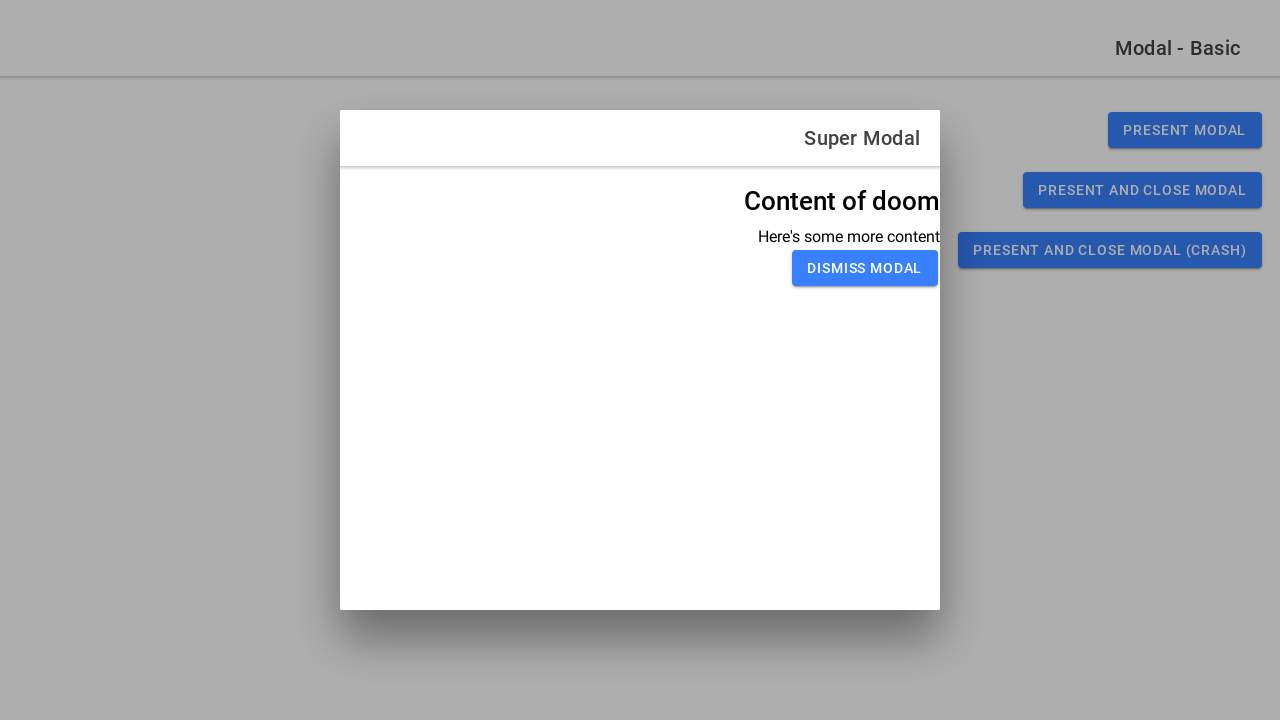 Modal - Basic
PRESENT MODAL
PRESENT AND CLOSE MODAL
PRESENT AND CLOSE MODAL (CRASH)
Super Modal
Content of doom
Here's some more content
DISMISS MODAL